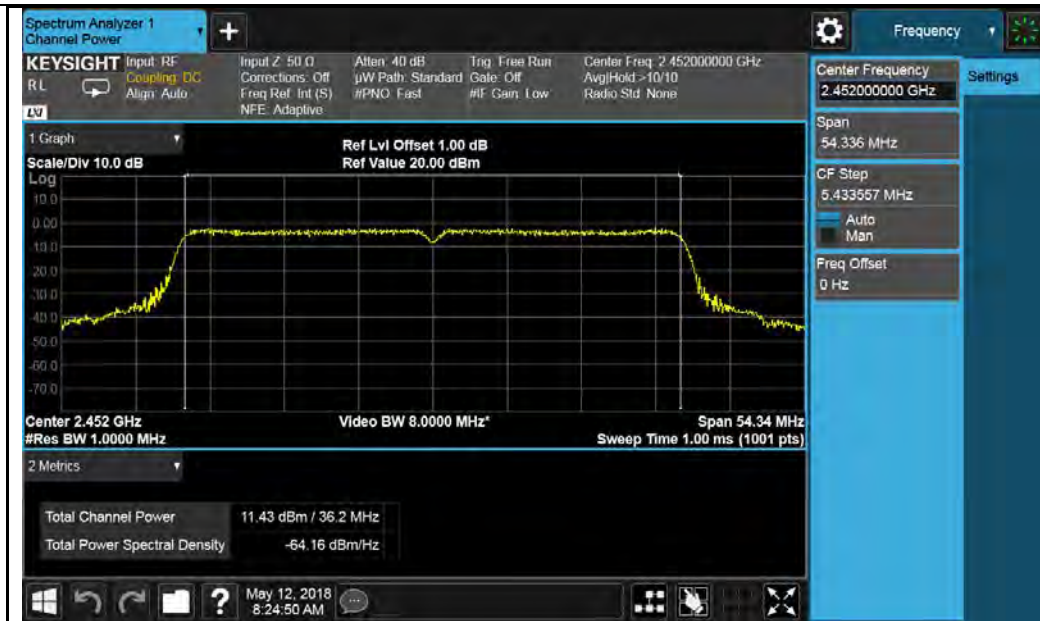 Spectrum Analyzer 1
Channel Power
+
Frequency
KEYSIGHT
RL
LXI
Input: RF
Coupling: DC
Align: Auto
Input Z: 50 Ω
Corrections: Off
Freq Ref: Int (S)
NFE: Adaptive
Atten: 40 dB
µW Path: Standard
#PNO: Fast
Trig: Free Run
Gate: Off
#IF Gain: Low
Center Freq: 2.452000000 GHz
Avg|Hold:>10/10
Radio Std: None
Center Frequency
2.452000000 GHz
Settings
Span
54.336 MHz
CF Step
5.433557 MHz
Auto
Man
Freq Offset
0 Hz
1 Graph
Scale/Div 10.0 dB
Ref Lvl Offset 1.00 dB
Ref Value 20.00 dBm
Log
10.0
0.00
-10.0
-20.0
-30.0
-40.0
-50.0
-60.0
-70.0
Center 2.452 GHz
#Res BW 1.0000 MHz
Video BW 8.0000 MHz*
Span 54.34 MHz
Sweep Time 1.00 ms (1001 pts)
2 Metrics
Total Channel Power 11.43 dBm / 36.2 MHz
Total Power Spectral Density -64.16 dBm/Hz
?
May 12, 2018
8:24:50 AM